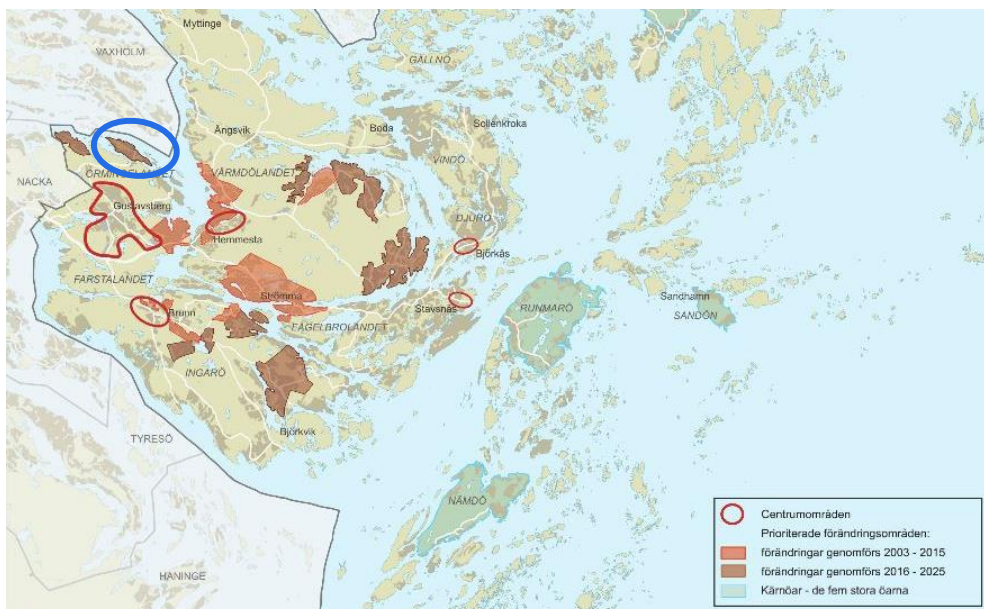 Myttinge
VAXHOLM
GÄLLNÖ
Ängsvik
Boda
Sollenkroka
VINDÖ
ORMINGELANDET
VÄRMDÖLANDET
NACKA
Gustavsberg
DJURÖ
Hemmesta
Björkås
FARSTALANDET
Strömma
Stavsnäs
RUNMARÖ
Sandhamn
SANDÖN
Brunn
FÅGELBROLANDET
INGARÖ
Björkvik
TYRESÖ
NÄMDÖ
HANINGE
Centrumområden
Prioriterade förändringsområden:
förändringar genomförs 2003 - 2015
förändringar genomförs 2016 - 2025
Kärnöar - de fem stora öarna